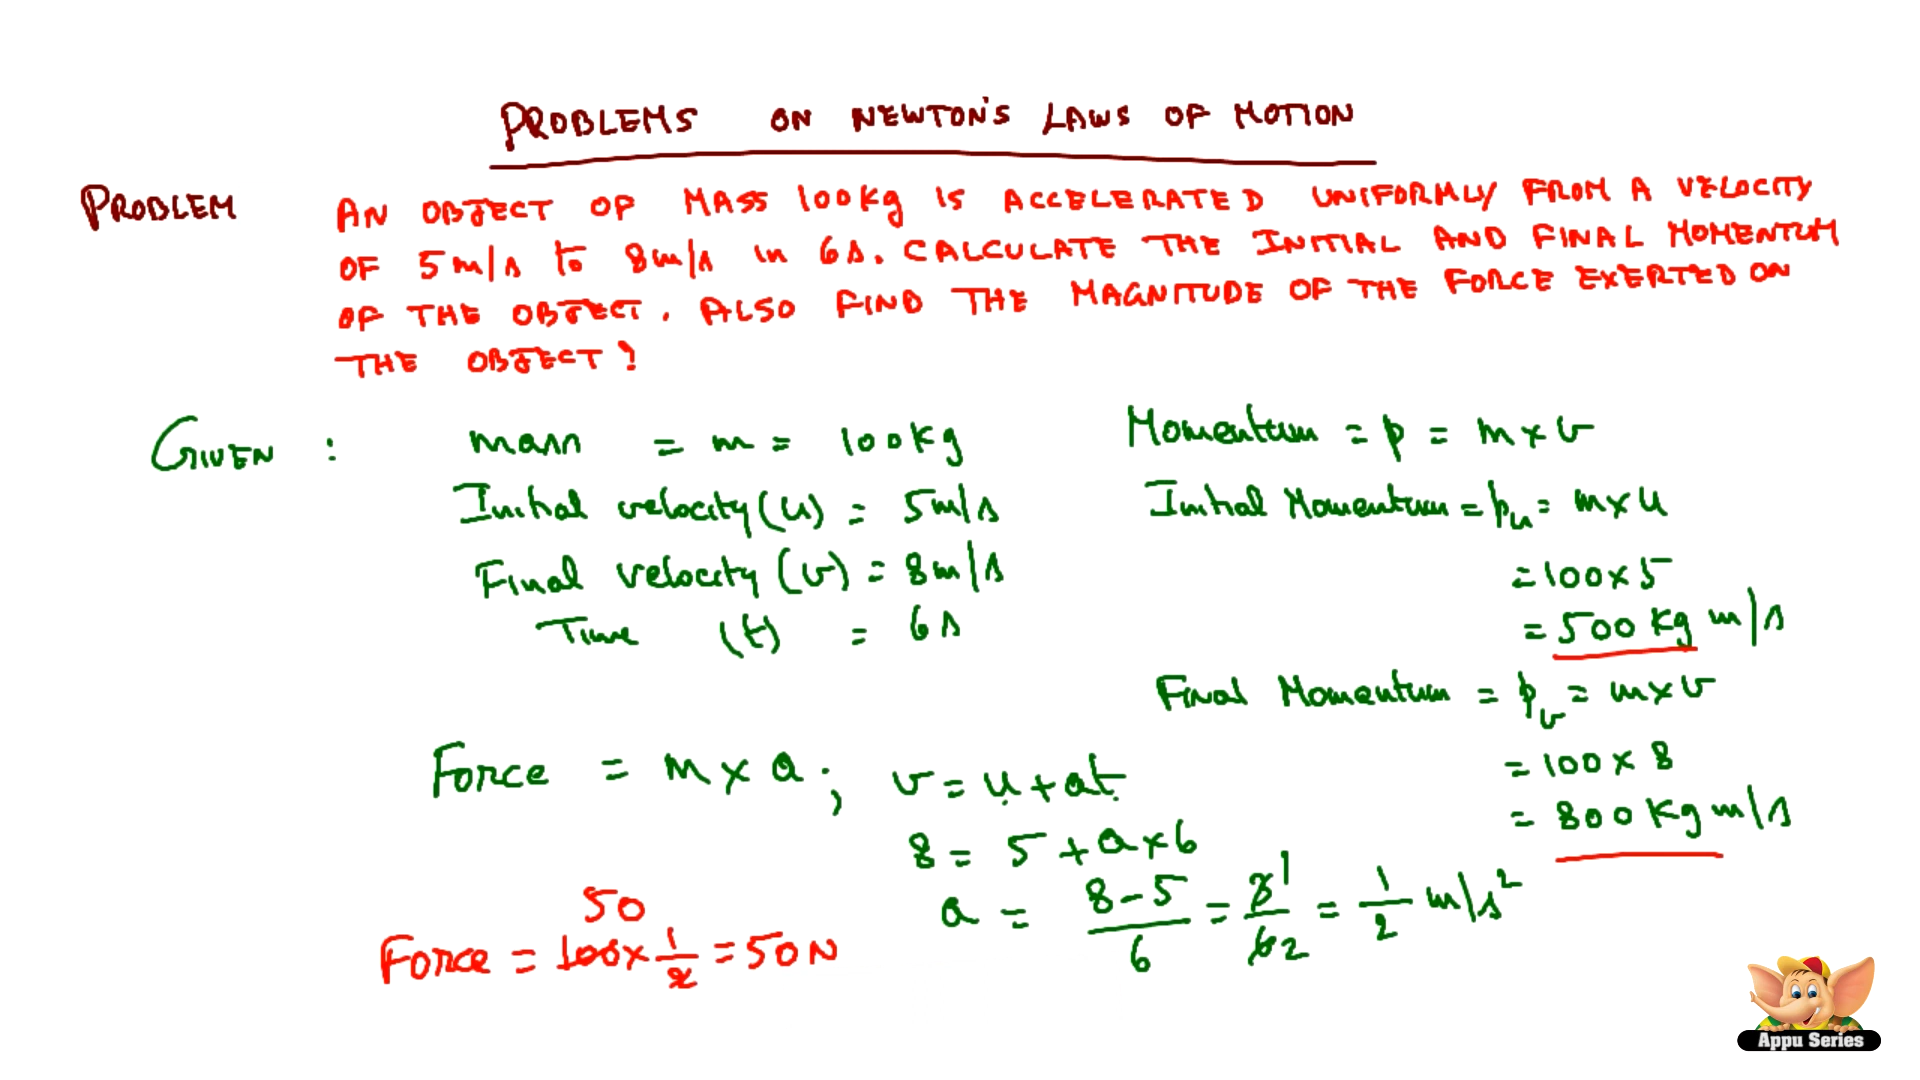 PROBLEMS ON NEWTON'S LAWS OF MOTION
PROBLEM AN OBJECT OF MASS 100Kg IS ACCELERATED UNIFORMLY FROM A VELOCITY
OF 5m/s to 8m/s in 6s. CALCULATE THE INITIAL AND FINAL MOMENTUM
OF THE OBJECT. ALSO FIND THE MAGNITUDE OF THE FORCE EXERTED ON
THE OBJECT?
GIVEN : mass = m = 100Kg
Initial velocity (u) = 5m/s
Final velocity (v) = 8m/s
Time (t) = 6s
Momentum = p = m×v
Initial Momentum = pᵤ = m×u
= 100×5
= 500 Kg m/s
Final Momentum = pᵥ = m×v
= 100×8
= 800 Kg m/s
Force = m × a ; v = u + at
8 = 5 + a×6
a = 8-5/6 = 3 1/6 2 = 1/2 m/s²
50
Force = 100 × 1/2 = 50N
Appu Series